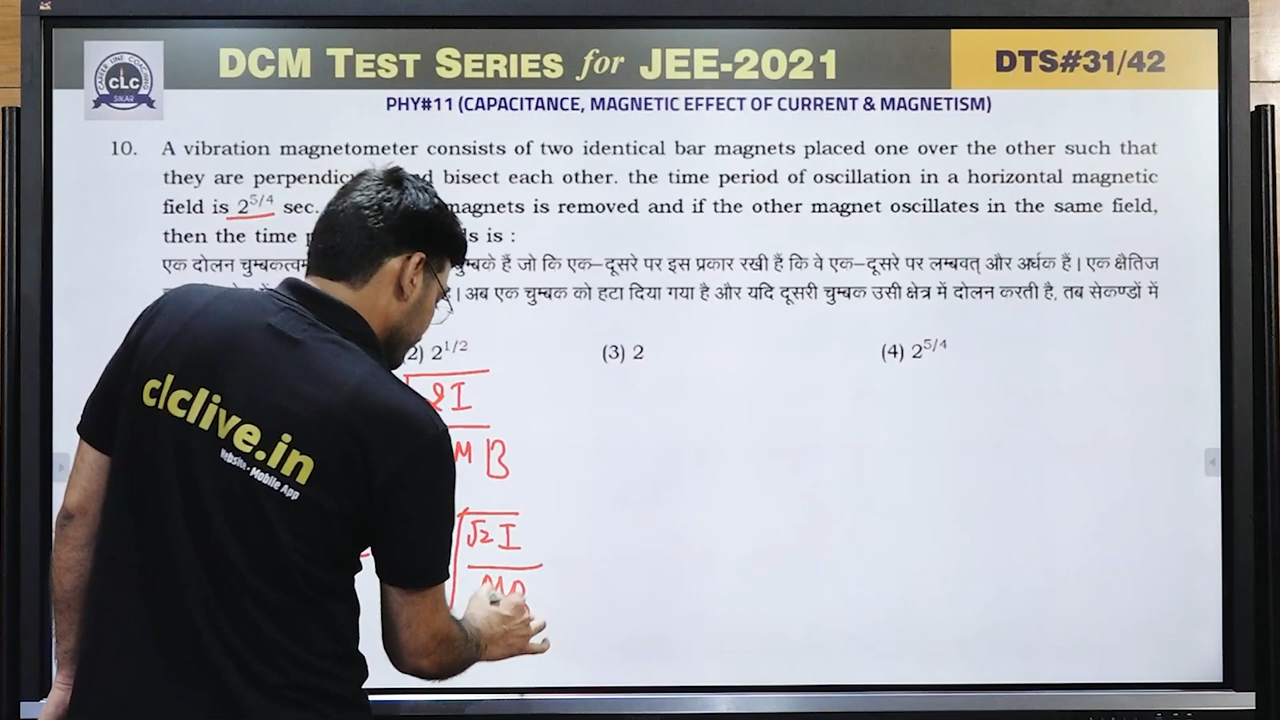 DCM TEST SERIES for JEE-2021
DTS#31/42
CAREER LINE COACHING
CLC
SIKAR
PHY#11 (CAPACITANCE, MAGNETIC EFFECT OF CURRENT & MAGNETISM)
10. A vibration magnetometer consists of two identical bar magnets placed one over the other such that
they are bisect each other. the time period of oscillation in a horizontal magnetic
field is 2^5/4 sec. magnets is removed and if the other magnet oscillates in the same field,
then the time is :
एक दोलन हैं जो कि एक–दूसरे पर इस प्रकार रखी हैं कि वे एक–दूसरे पर लम्बवत् और अर्धक हैं। एक क्षैतिज
। अब एक चुम्बक को हटा दिया गया है और यदि दूसरी चुम्बक उसी क्षेत्र में दोलन करती है, तब सेकण्डों में
2) 2^1/2 (3) 2 (4) 2^5/4
2I
M B
√2 I
clclive.in
Website - Mobile App